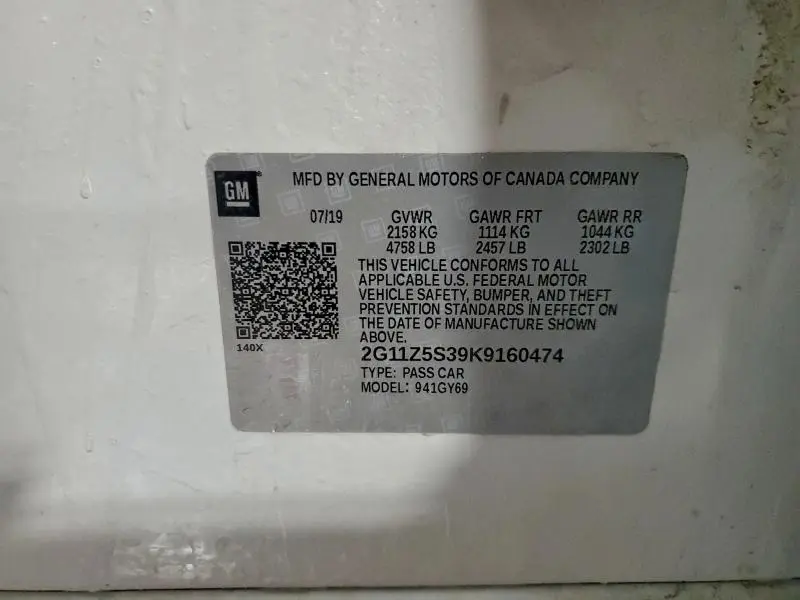 GM
MFD BY GENERAL MOTORS OF CANADA COMPANY
07/19 GVWR GAWR FRT GAWR RR
2158 KG 1114 KG 1044 KG
4758 LB 2457 LB 2302 LB
THIS VEHICLE CONFORMS TO ALL
APPLICABLE U.S. FEDERAL MOTOR
VEHICLE SAFETY, BUMPER, AND THEFT
PREVENTION STANDARDS IN EFFECT ON
THE DATE OF MANUFACTURE SHOWN
ABOVE.
140X
2G11Z5S39K9160474
TYPE: PASS CAR
MODEL: 941GY69